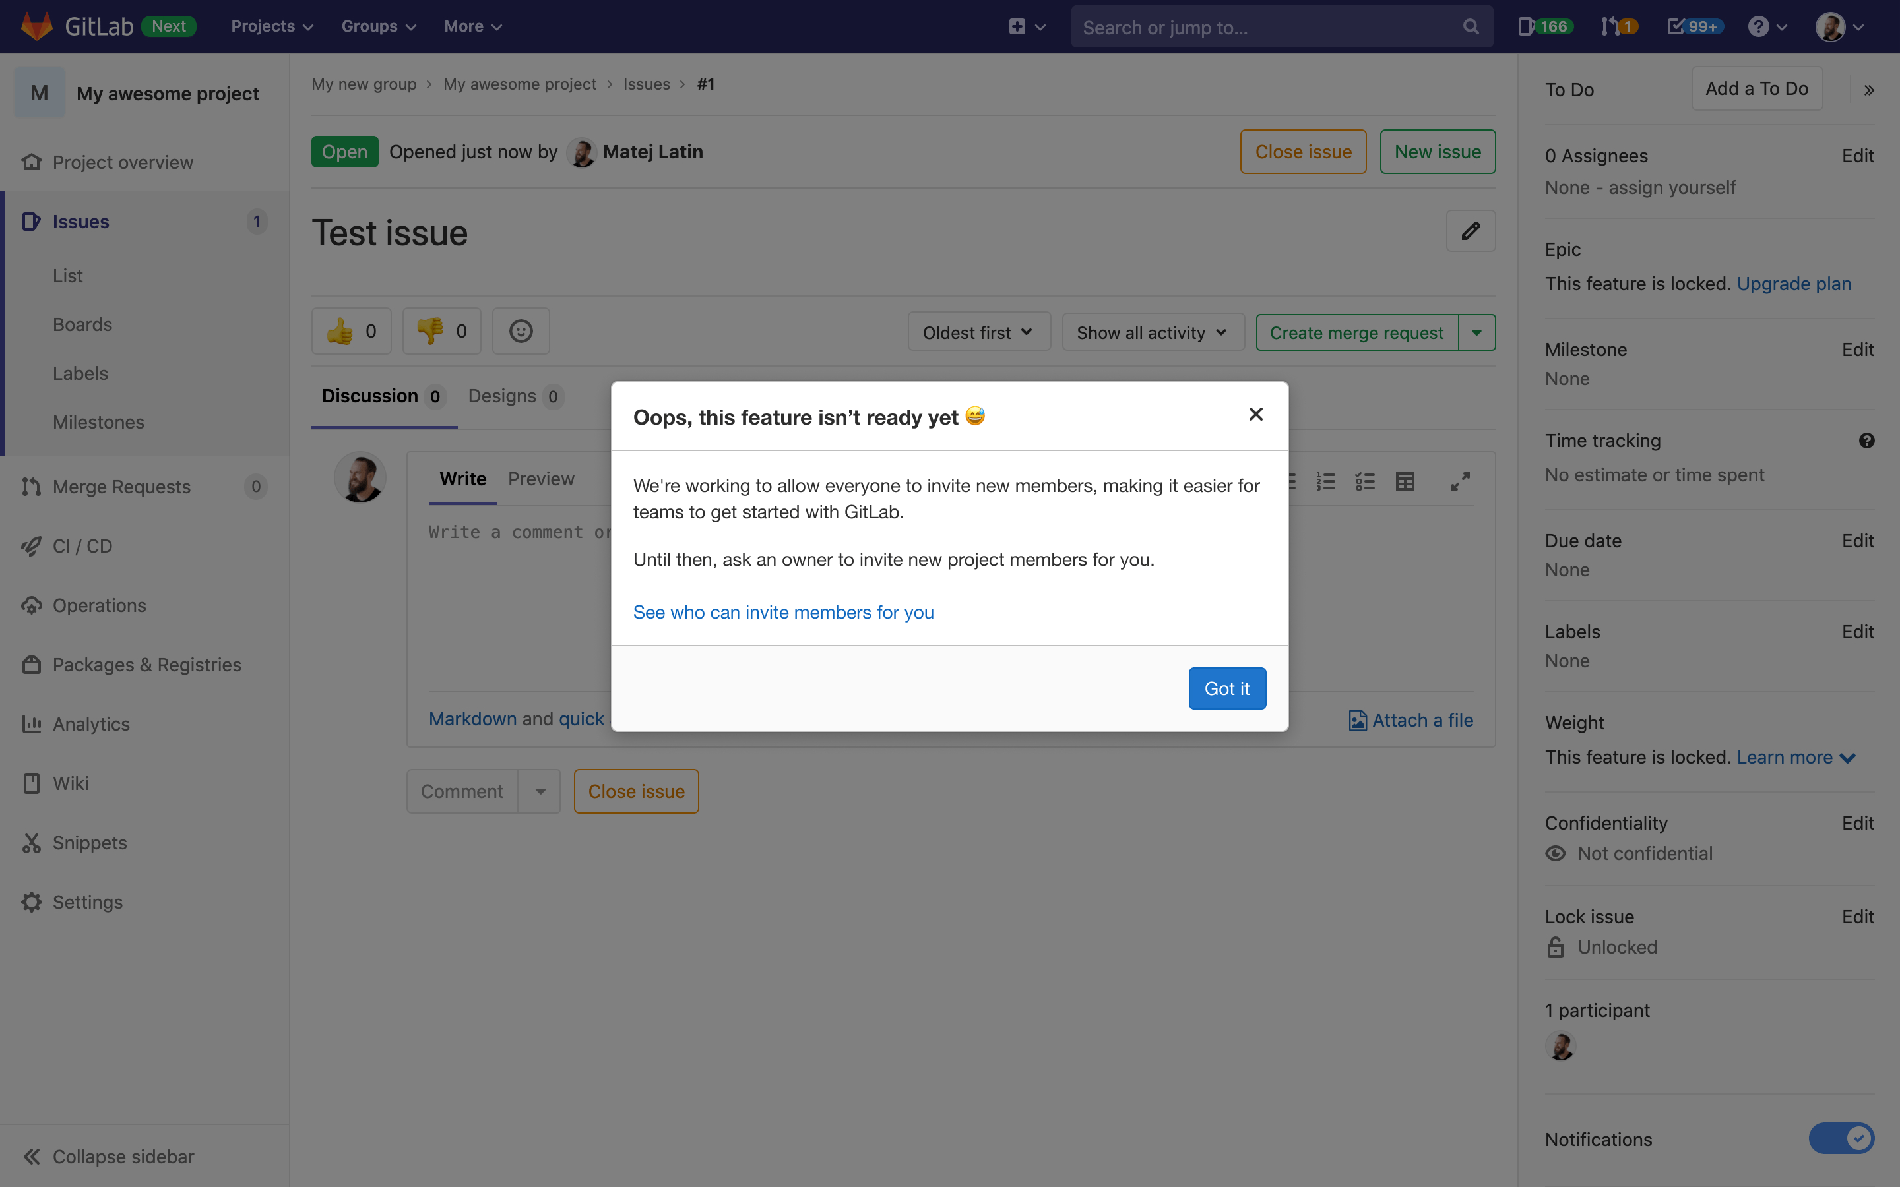 GitLab Next Projects Groups More Search or jump to... 166 1 99+
M My awesome project
Project overview
Issues 1
List
Boards
Labels
Milestones
Merge Requests 0
CI / CD
Operations
Packages & Registries
Analytics
Wiki
Snippets
Settings
Collapse sidebar
My new group › My awesome project › Issues › #1
Open Opened just now by Matej Latin Close issue New issue
Test issue
👍 0 👎 0 Oldest first Show all activity Create merge request
Discussion 0 Designs 0
Write Preview
Write a comment or
Markdown and quick
Attach a file
Comment Close issue
Oops, this feature isn’t ready yet 😅
We're working to allow everyone to invite new members, making it easier for
teams to get started with GitLab.
Until then, ask an owner to invite new project members for you.
See who can invite members for you
Got it
To Do Add a To Do »
0 Assignees Edit
None - assign yourself
Epic
This feature is locked. Upgrade plan
Milestone Edit
None
Time tracking
No estimate or time spent
Due date Edit
None
Labels Edit
None
Weight
This feature is locked. Learn more
Confidentiality Edit
Not confidential
Lock issue Edit
Unlocked
1 participant
Notifications